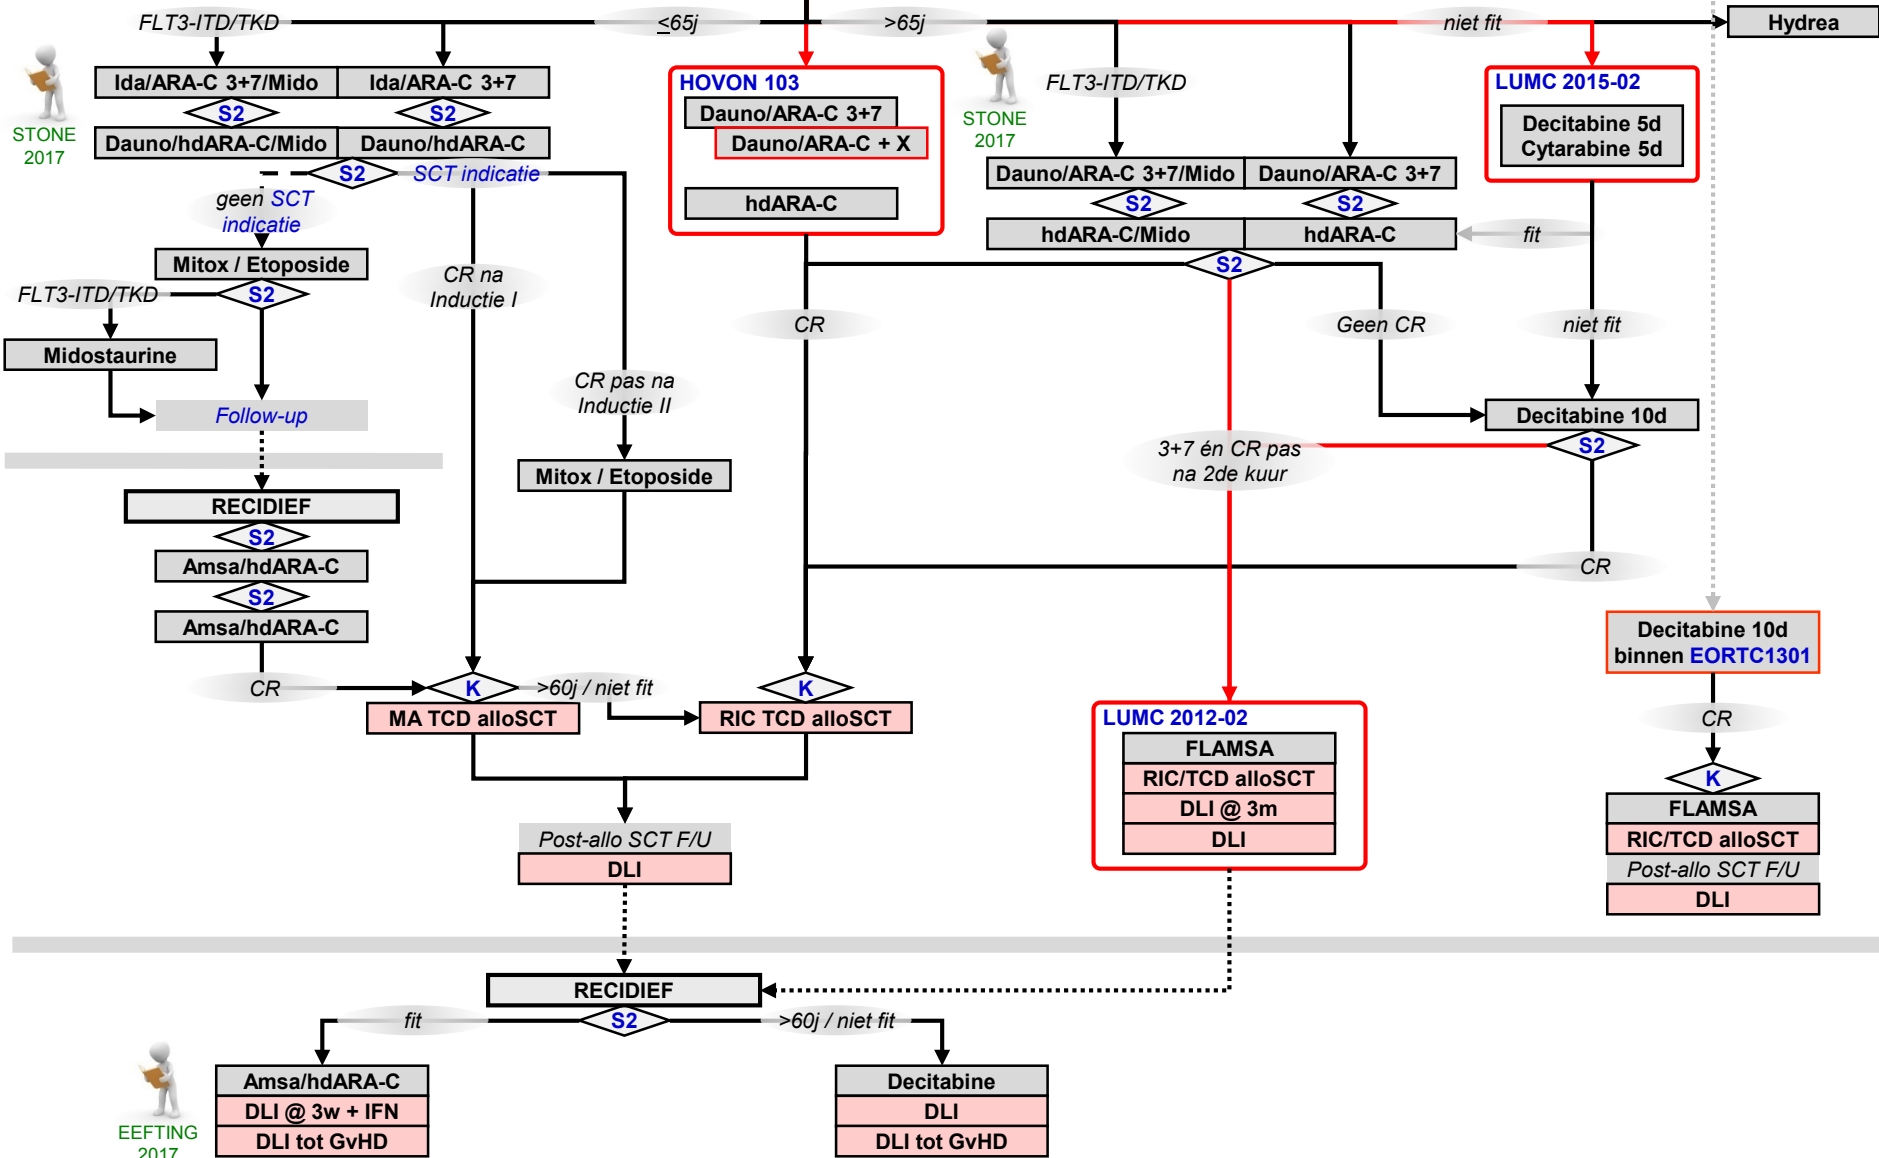 FLT3-ITD/TKD
≤65j
>65j
niet fit
Hydrea
STONE
2017
Ida/ARA-C 3+7/Mido
Ida/ARA-C 3+7
S2
S2
Dauno/hdARA-C/Mido
Dauno/hdARA-C
S2
SCT indicatie
geen SCT
indicatie
Mitox / Etoposide
FLT3-ITD/TKD
S2
Midostaurine
Follow-up
CR na
Inductie I
CR pas na
Inductie II
Mitox / Etoposide
RECIDIEF
S2
Amsa/hdARA-C
S2
Amsa/hdARA-C
CR
K
>60j / niet fit
MA TCD alloSCT
HOVON 103
Dauno/ARA-C 3+7
Dauno/ARA-C + X
hdARA-C
CR
K
RIC TCD alloSCT
STONE
2017
FLT3-ITD/TKD
Dauno/ARA-C 3+7/Mido
Dauno/ARA-C 3+7
S2
S2
hdARA-C/Mido
hdARA-C
fit
S2
Geen CR
LUMC 2015-02
Decitabine 5d
Cytarabine 5d
niet fit
Decitabine 10d
S2
3+7 én CR pas
na 2de kuur
CR
LUMC 2012-02
FLAMSA
RIC/TCD alloSCT
DLI @ 3m
DLI
Decitabine 10d
binnen EORTC1301
CR
K
FLAMSA
RIC/TCD alloSCT
Post-allo SCT F/U
DLI
Post-allo SCT F/U
DLI
RECIDIEF
fit
S2
>60j / niet fit
EEFTING
2017
Amsa/hdARA-C
DLI @ 3w + IFN
DLI tot GvHD
Decitabine
DLI
DLI tot GvHD